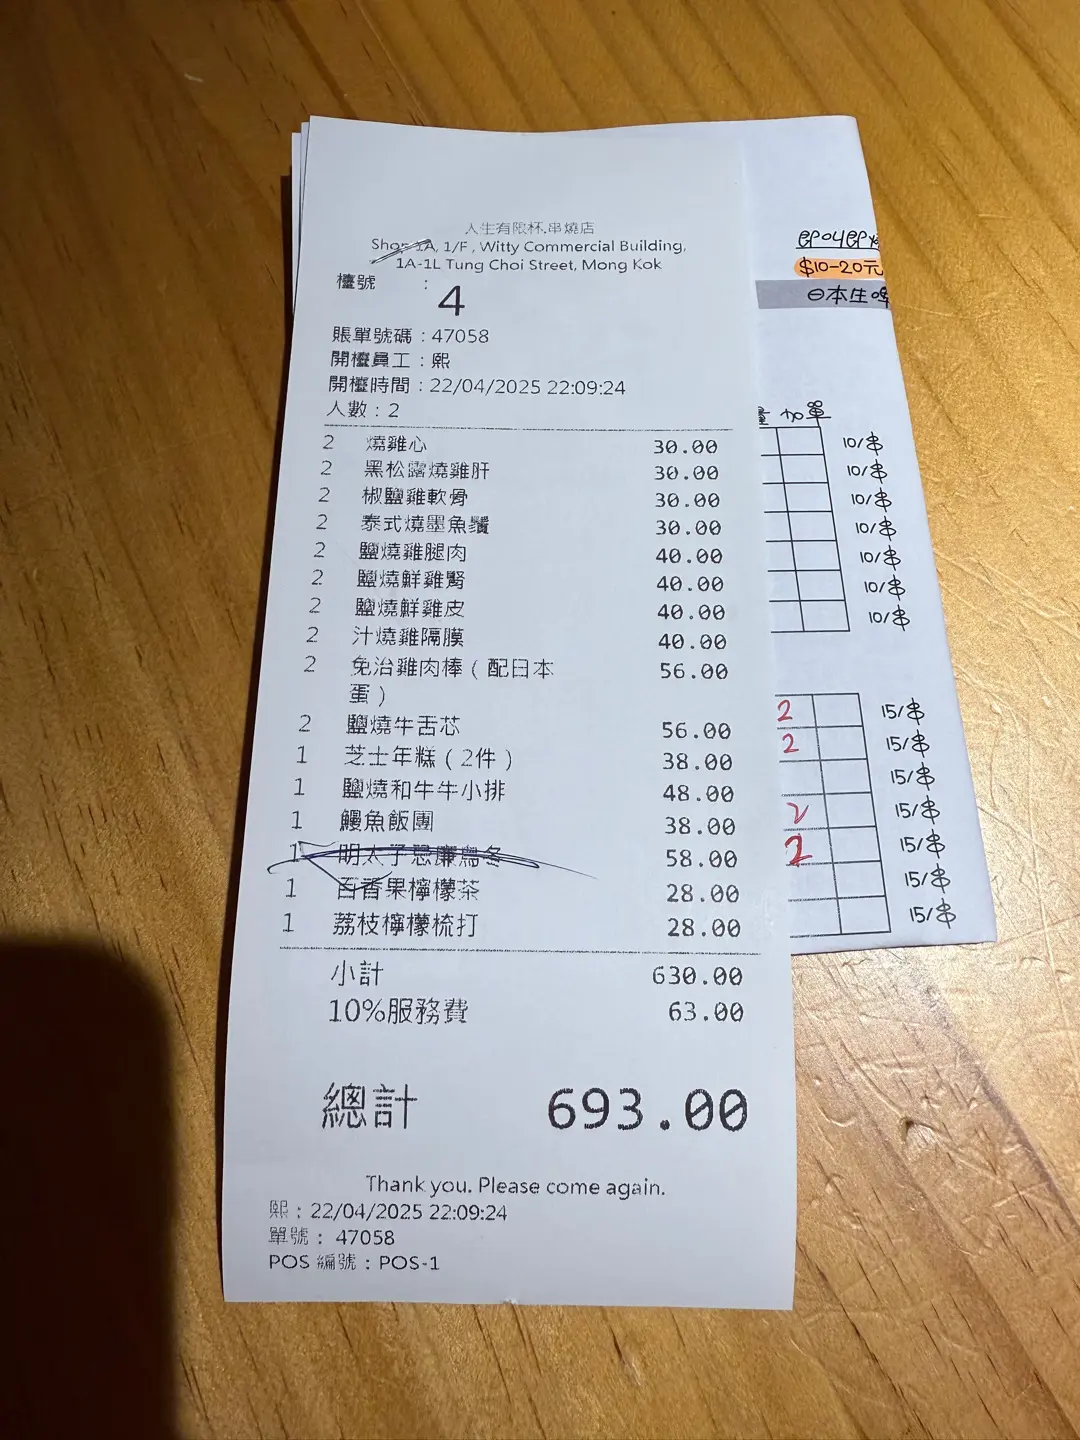 人生有限杯.串燒店
Shop 1A, 1/F , Witty Commercial Building,
1A-1L Tung Choi Street, Mong Kok
檯號 :
4
賬單號碼 : 47058
開檯員工 : 熙
開檯時間 : 22/04/2025 22:09:24
人數 : 2
2 燒雞心 30.00
2 黑松露燒雞肝 30.00
2 椒鹽雞軟骨 30.00
2 泰式燒墨魚鬚 30.00
2 鹽燒雞腿肉 40.00
2 鹽燒鮮雞腎 40.00
2 鹽燒鮮雞皮 40.00
2 汁燒雞隔膜 40.00
2 免治雞肉棒 ( 配日本 56.00
蛋 )
2 鹽燒牛舌芯 56.00
1 芝士年糕 ( 2件 ) 38.00
1 鹽燒和牛牛小排 48.00
1 鰻魚飯團 38.00
1 明太子忌廉烏冬 58.00
1 百香果檸檬茶 28.00
1 荔枝檸檬梳打 28.00
小計 630.00
10%服務費 63.00
總計 693.00
Thank you. Please come again.
熙 : 22/04/2025 22:09:24
單號 : 47058
POS 編號 : POS-1
即叫即
$10-20元
日本生啤
加單
10/串
10/串
10/串
10/串
10/串
10/串
10/串
2 15/串
2 15/串
15/串
2 15/串
2 15/串
15/串
15/串